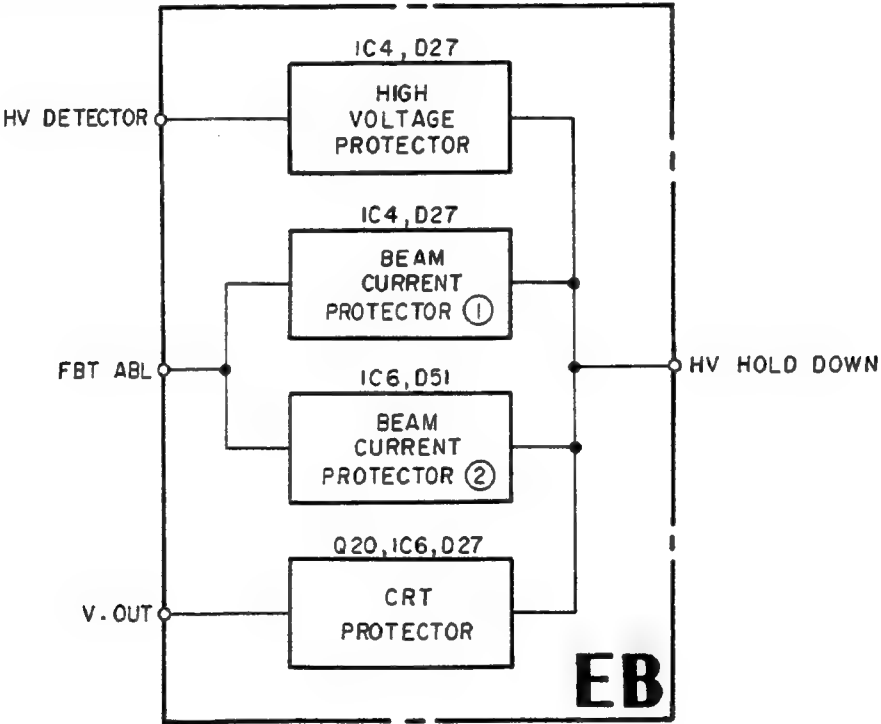 IC4, D27
HIGH
VOLTAGE
PROTECTOR
HV DETECTOR
IC4, D27
BEAM
CURRENT
PROTECTOR ①
FBT ABL
HV HOLD DOWN
IC6, D51
BEAM
CURRENT
PROTECTOR ②
Q20, IC6, D27
CRT
PROTECTOR
V. OUT
EB